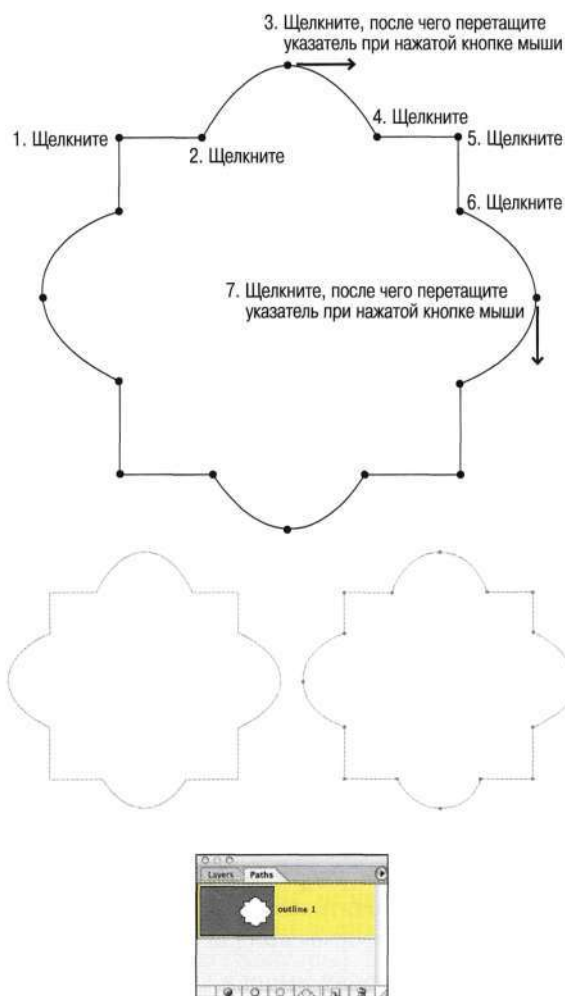 3. Щелкните, после чего перетащите
указатель при нажатой кнопке мыши
4. Щелкните
1. Щелкните
5. Щелкните
2. Щелкните
6. Щелкните
7. Щелкните, после чего перетащите
указатель при нажатой кнопке мыши
Layers Paths
outline 1